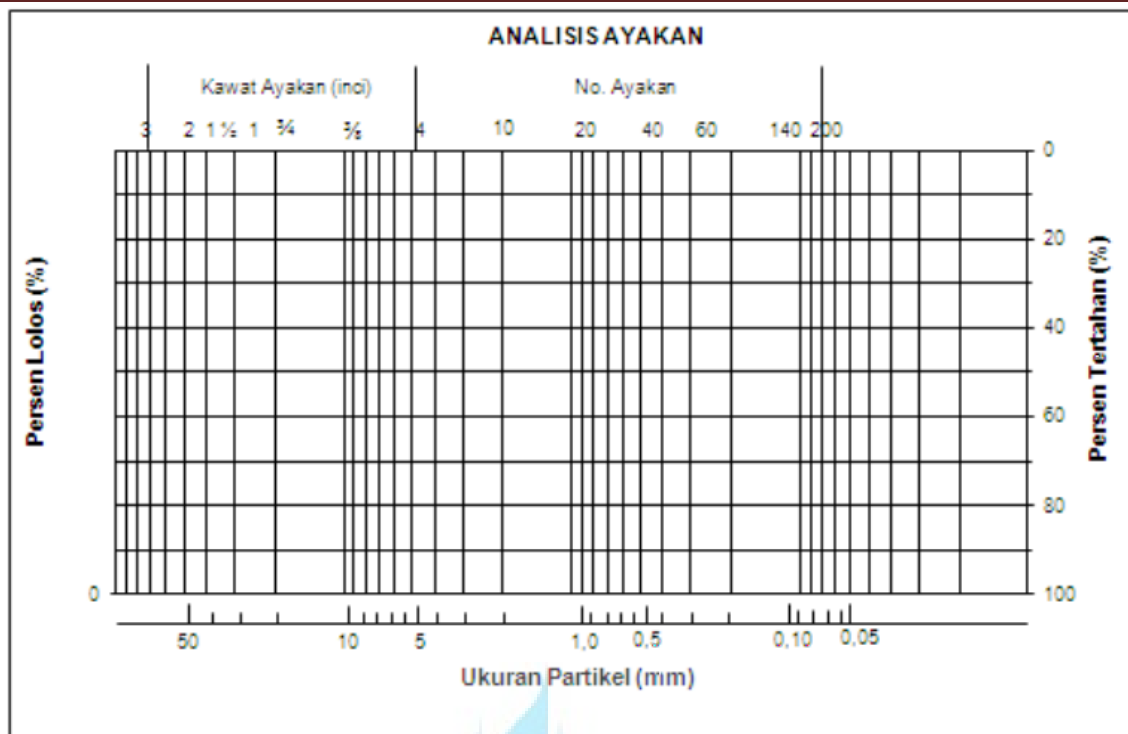 ANALISIS AYAKAN
Kawat Ayakan (inci) No. Ayakan
3 2 1 ½ 1 ¾ ⅜ 4 10 20 40 60 140 200
0
20
40
60
80
0 100
Persen Lolos (%)
Persen Tertahan (%)
50 10 5 1,0 0,5 0,10 0,05
Ukuran Partikel (mm)